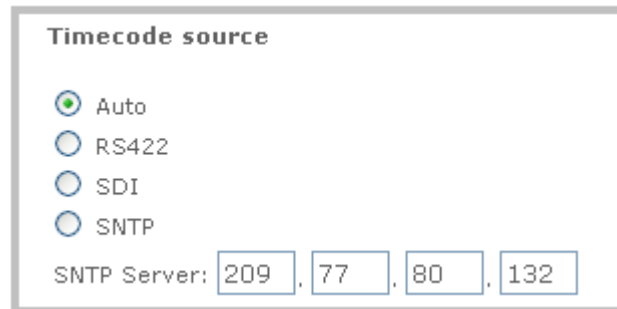 Timecode source
Auto
RS422
SDI
SNTP
SNTP Server: 209 . 77 . 80 . 132